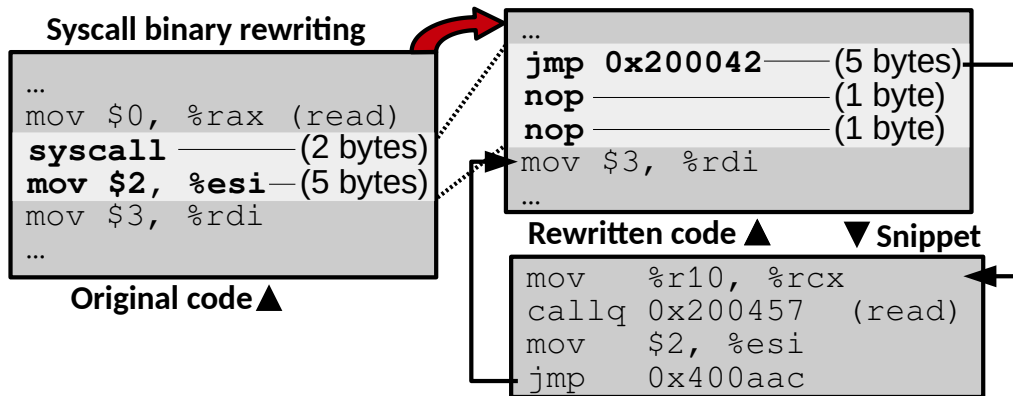 Syscall binary rewriting
...
mov $0, %rax (read)
syscall (2 bytes)
mov $2, %esi (5 bytes)
mov $3, %rdi
...
Original code ▲
...
jmp 0x200042 (5 bytes)
nop (1 byte)
nop (1 byte)
mov $3, %rdi
...
Rewritten code ▲
▼ Snippet
mov %r10, %rcx
callq 0x200457 (read)
mov $2, %esi
jmp 0x400aac